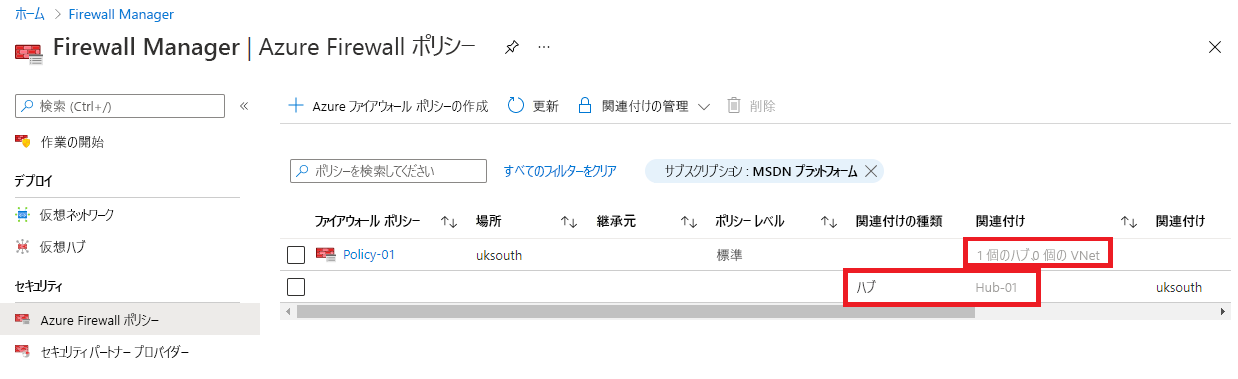 ホーム > Firewall Manager
Firewall Manager | Azure Firewall ポリシー ...
検索 (Ctrl+/) «
+ Azure ファイアウォール ポリシーの作成 更新 関連付けの管理 削除
作業の開始
ポリシーを検索してください すべてのフィルターをクリア サブスクリプション : MSDN プラットフォーム
デプロイ
仮想ネットワーク
仮想ハブ
ファイアウォール ポリシー ↑↓ 場所 ↑↓ 継承元 ↑↓ ポリシー レベル ↑↓ 関連付けの種類 関連付け ↑↓ 関連付け
Policy-01 uksouth 標準 1 個のハブ,0 個の VNet
ハブ Hub-01 uksouth
セキュリティ
Azure Firewall ポリシー
セキュリティ パートナー プロバイダー